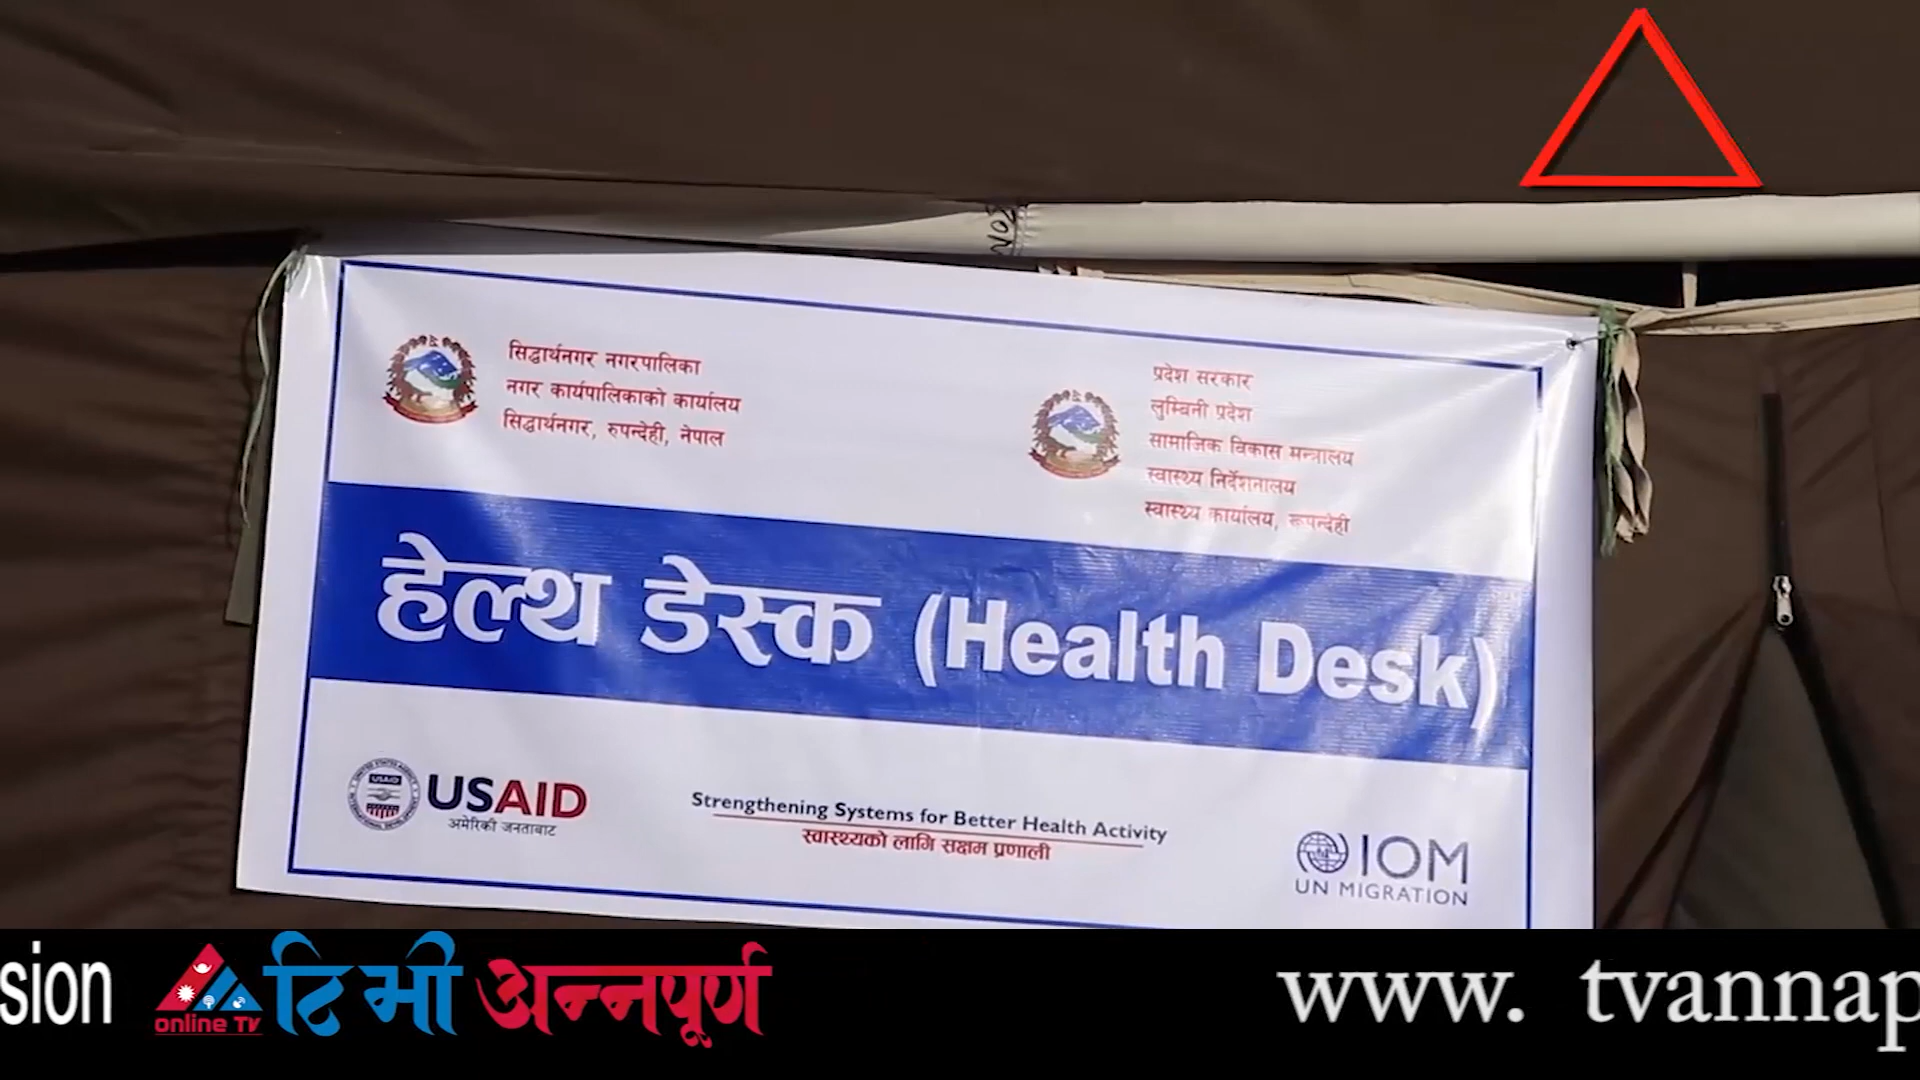 सिद्धार्थनगर नगरपालिका
नगर कार्यपालिकाको कार्यालय
सिद्धार्थनगर, रुपन्देही, नेपाल
प्रदेश सरकार
लुम्बिनी प्रदेश
सामाजिक विकास मन्त्रालय
स्वास्थ्य निर्देशनालय
स्वास्थ्य कार्यालय, रूपन्देही
हेल्थ डेस्क (Health Desk)
USAID
USAID
अमेरिकी जनताबाट
Strengthening Systems for Better Health Activity
स्वास्थ्यको लागि सक्षम प्रणाली
IOM
UN MIGRATION
sion
online Tv
टिभी अन्नपूर्ण
www. tvannap